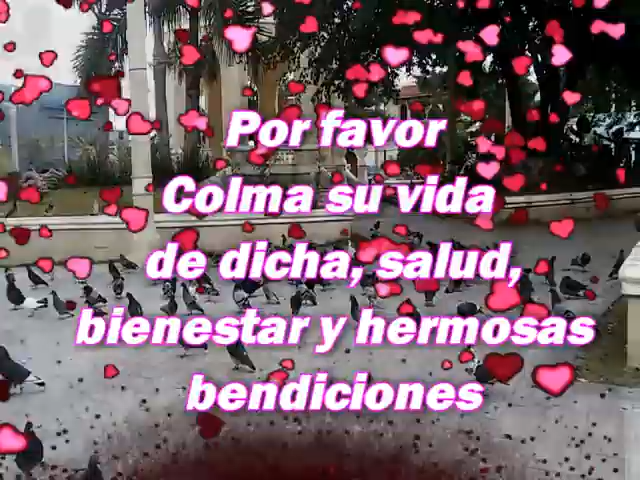 Por favor
Colma su vida
de dicha, salud,
bienestar y hermosas
bendiciones